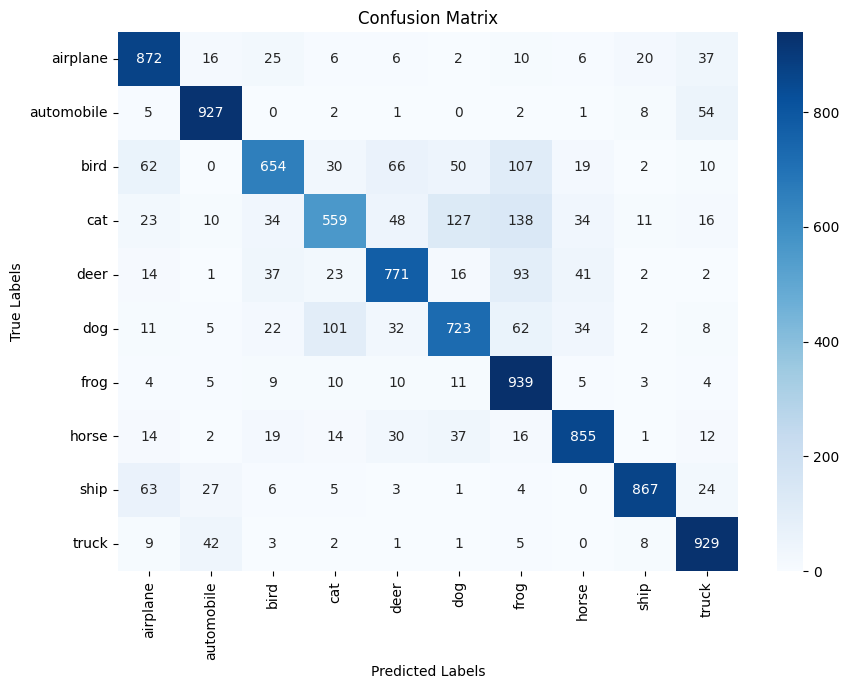 Confusion Matrix
True Labels
airplane 872 16 25 6 6 2 10 6 20 37
automobile 5 927 0 2 1 0 2 1 8 54
bird 62 0 654 30 66 50 107 19 2 10
cat 23 10 34 559 48 127 138 34 11 16
deer 14 1 37 23 771 16 93 41 2 2
dog 11 5 22 101 32 723 62 34 2 8
frog 4 5 9 10 10 11 939 5 3 4
horse 14 2 19 14 30 37 16 855 1 12
ship 63 27 6 5 3 1 4 0 867 24
truck 9 42 3 2 1 1 5 0 8 929
airplane automobile bird cat deer dog frog horse ship truck
Predicted Labels
800
600
400
200
0